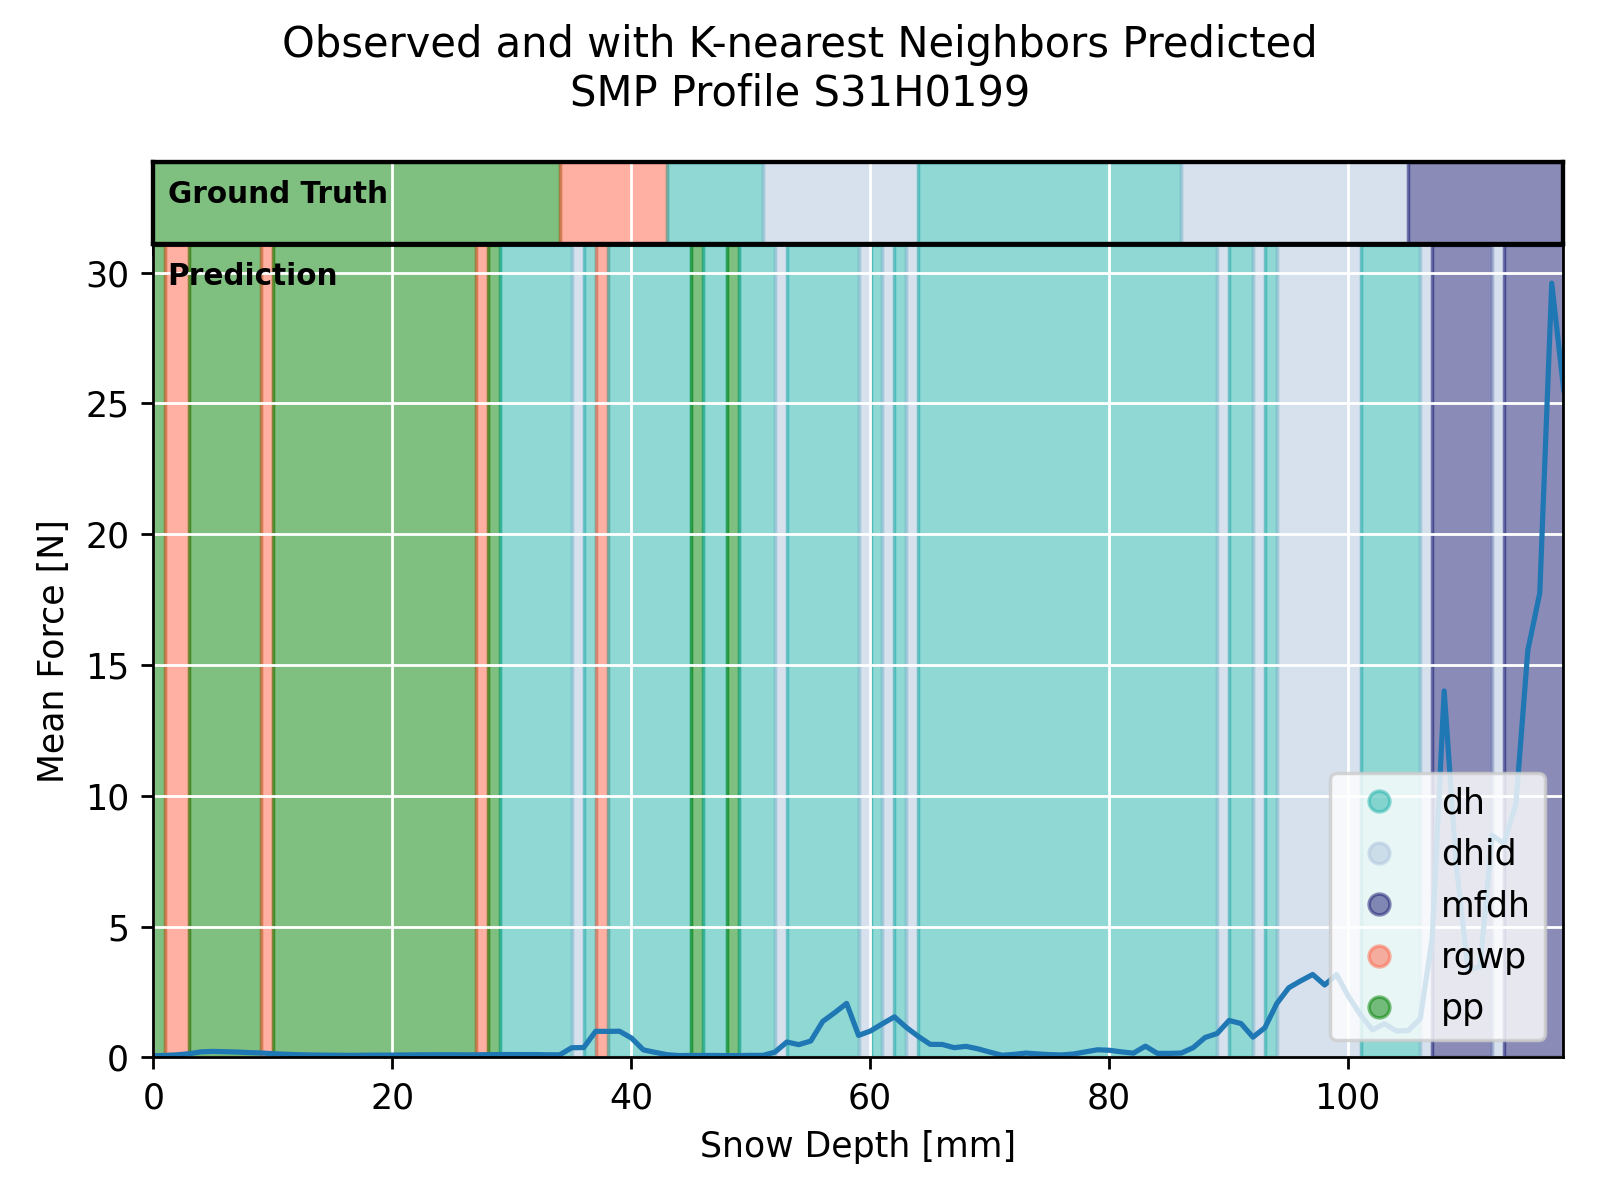 Observed and with K-nearest Neighbors Predicted
SMP Profile S31H0199
Ground Truth
Prediction
30
25
20
15
10
5
0
Mean Force [N]
dh
dhid
mfdh
rgwp
pp
0 20 40 60 80 100
Snow Depth [mm]